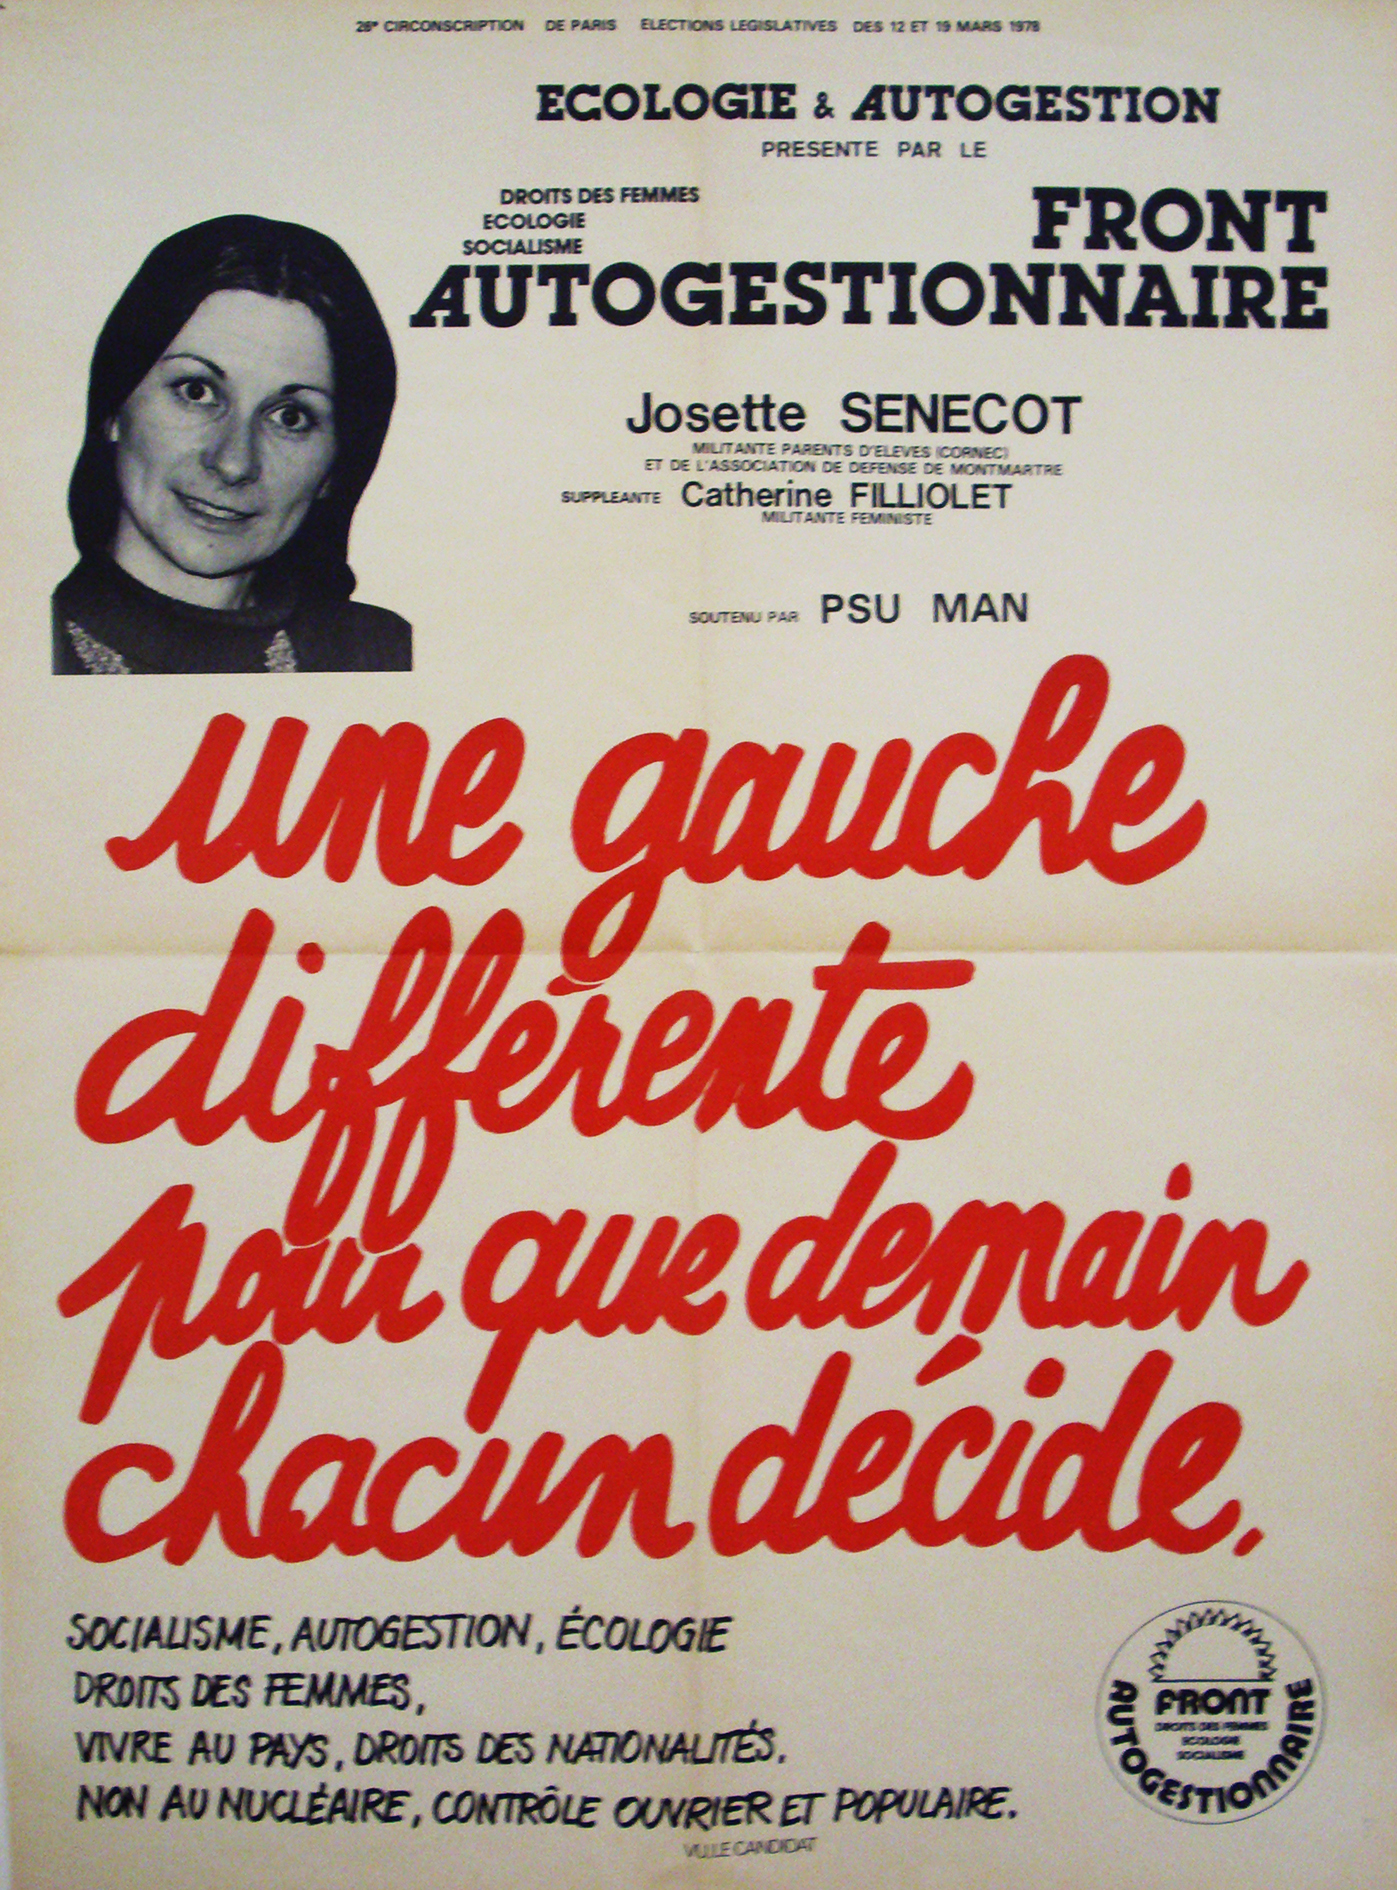 26e CIRCONSCRIPTION DE PARIS ELECTIONS LEGISLATIVES DES 12 ET 19 MARS 1978
ECOLOGIE & AUTOGESTION
PRESENTE PAR LE
DROITS DES FEMMES
ECOLOGIE
SOCIALISME
FRONT
AUTOGESTIONNAIRE
Josette SENECOT
MILITANTE PARENTS D'ELEVES (CORNEC)
ET DE L'ASSOCIATION DE DEFENSE DE MONTMARTRE
SUPPLEANTE Catherine FILLIOLET
MILITANTE FEMINISTE
SOUTENU PAR PSU MAN
une gauche
différente
pour que demain
chacun décide.
SOCIALISME, AUTOGESTION, ÉCOLOGIE
DROITS DES FEMMES,
VIVRE AU PAYS, DROITS DES NATIONALITÉS.
NON AU NUCLÉAIRE, CONTRÔLE OUVRIER ET POPULAIRE.
VU LE CANDIDAT
FRONT
DROITS DES FEMMES
ECOLOGIE
SOCIALISME
AUTOGESTIONNAIRE